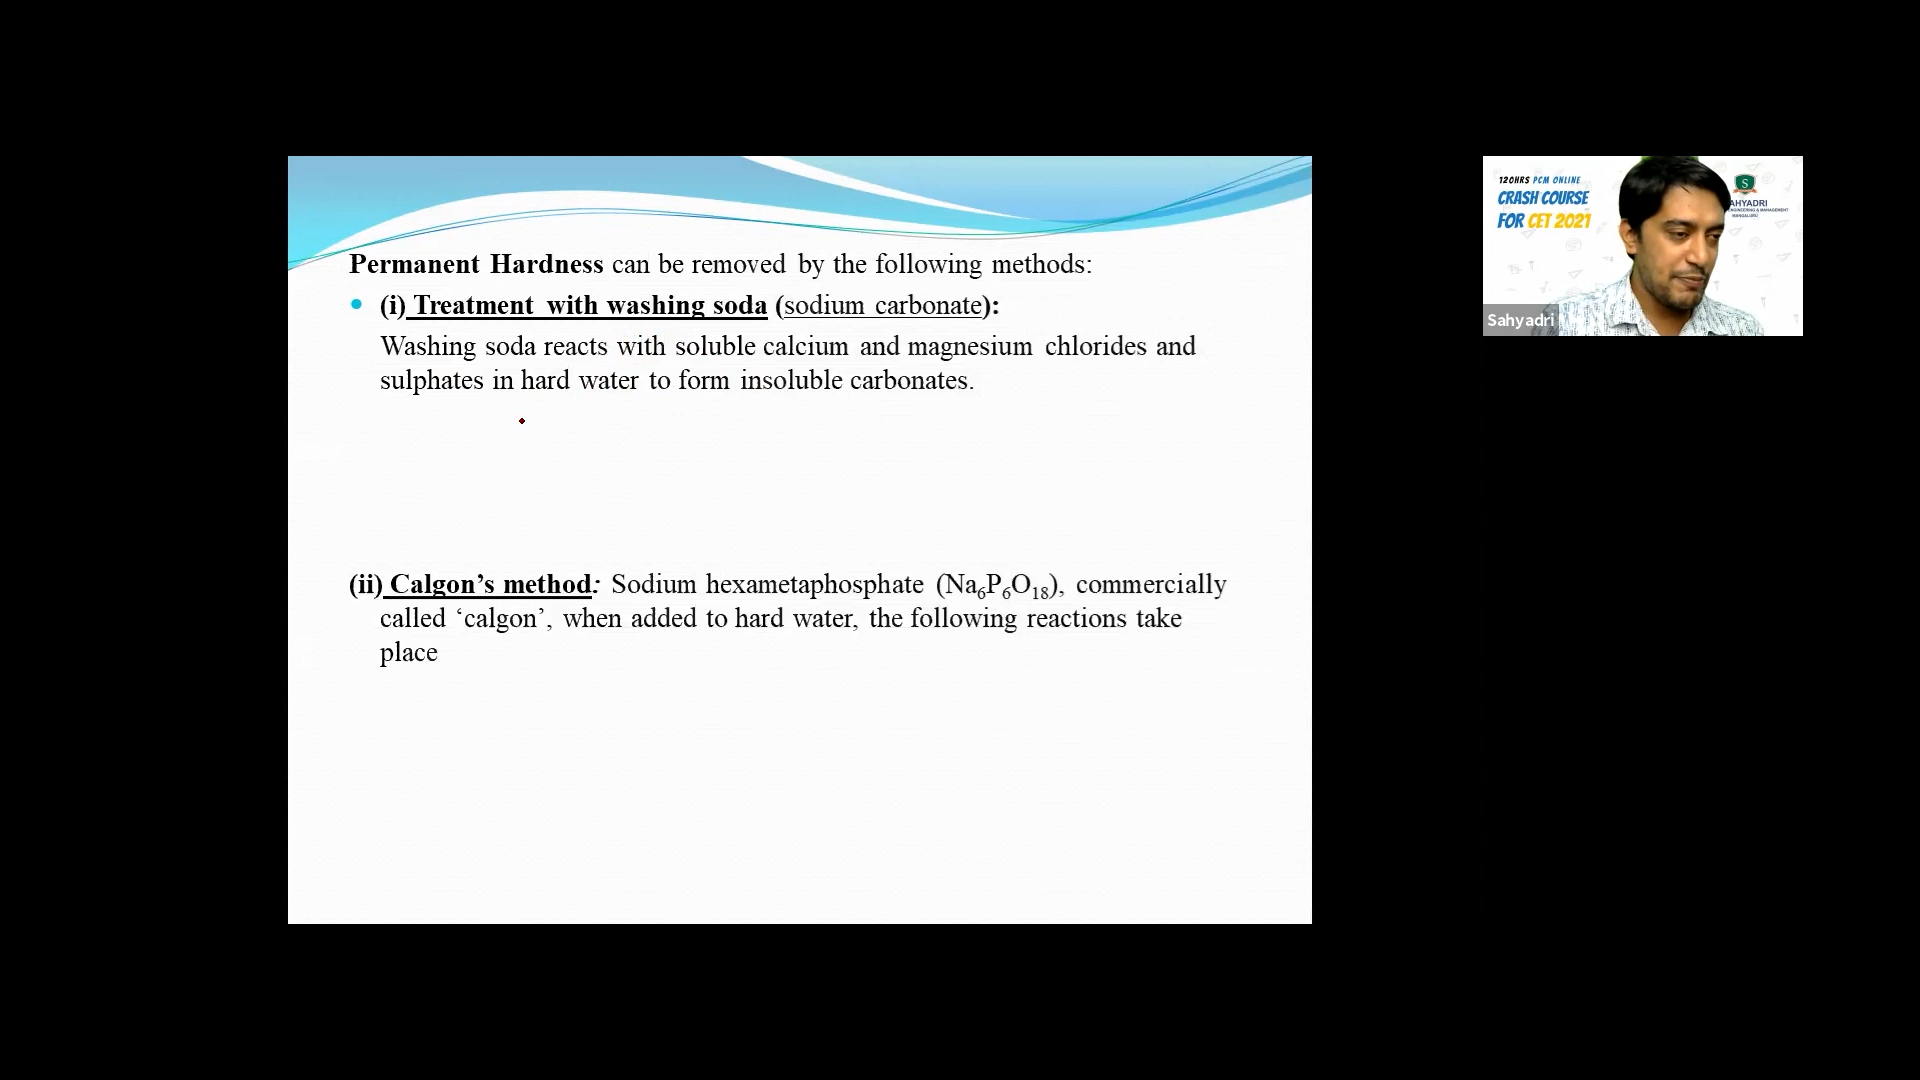 Permanent Hardness can be removed by the following methods:
(i) Treatment with washing soda (sodium carbonate):
Washing soda reacts with soluble calcium and magnesium chlorides and
sulphates in hard water to form insoluble carbonates.
(ii) Calgon’s method: Sodium hexametaphosphate (Na₆P₆O₁₈), commercially
called ‘calgon’, when added to hard water, the following reactions take
place
120HRS PCM ONLINE
CRASH COURSE
FOR CET 2021
S
AHYADRI
MANGALURU
Sahyadri